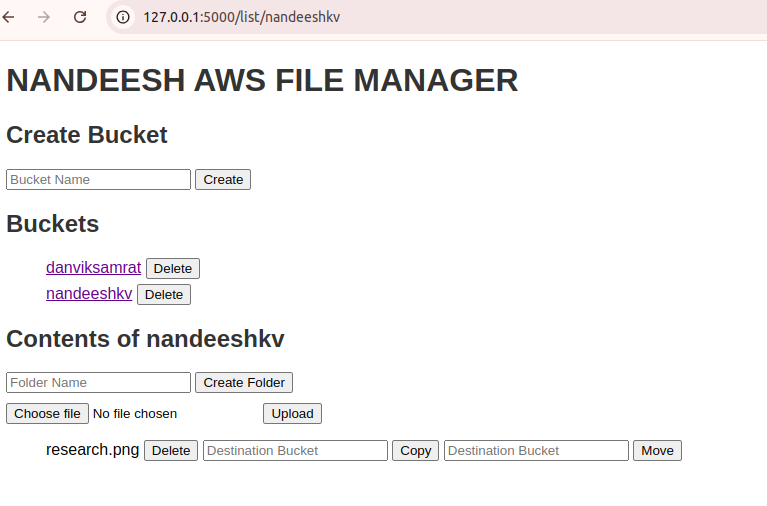 127.0.0.1:5000/list/nandeeshkv
NANDEESH AWS FILE MANAGER
Create Bucket
Bucket Name Create
Buckets
danviksamrat Delete
nandeeshkv Delete
Contents of nandeeshkv
Folder Name Create Folder
Choose file No file chosen Upload
research.png Delete Destination Bucket Copy Destination Bucket Move